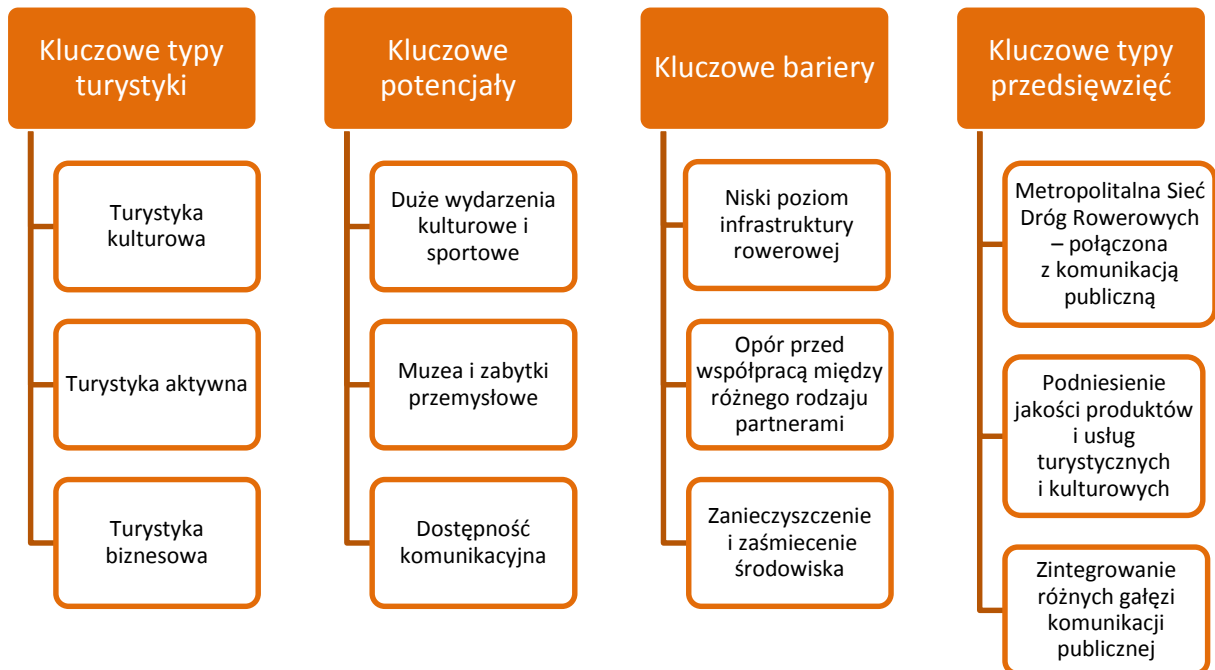 Kluczowe typy
turystyki
Turystyka
kulturowa
Turystyka aktywna
Turystyka
biznesowa
Kluczowe
potencjały
Duże wydarzenia
kulturowe i
sportowe
Muzea i zabytki
przemysłowe
Dostępność
komunikacyjna
Kluczowe bariery
Niski poziom
infrastruktury
rowerowej
Opór przed
współpracą między
różnego rodzaju
partnerami
Zanieczyszczenie
i zaśmiecenie
środowiska
Kluczowe typy
przedsięwzięć
Metropolitalna Sieć
Dróg Rowerowych
– połączona
z komunikacją
publiczną
Podniesienie
jakości produktów
i usług
turystycznych
i kulturowych
Zintegrowanie
różnych gałęzi
komunikacji
publicznej